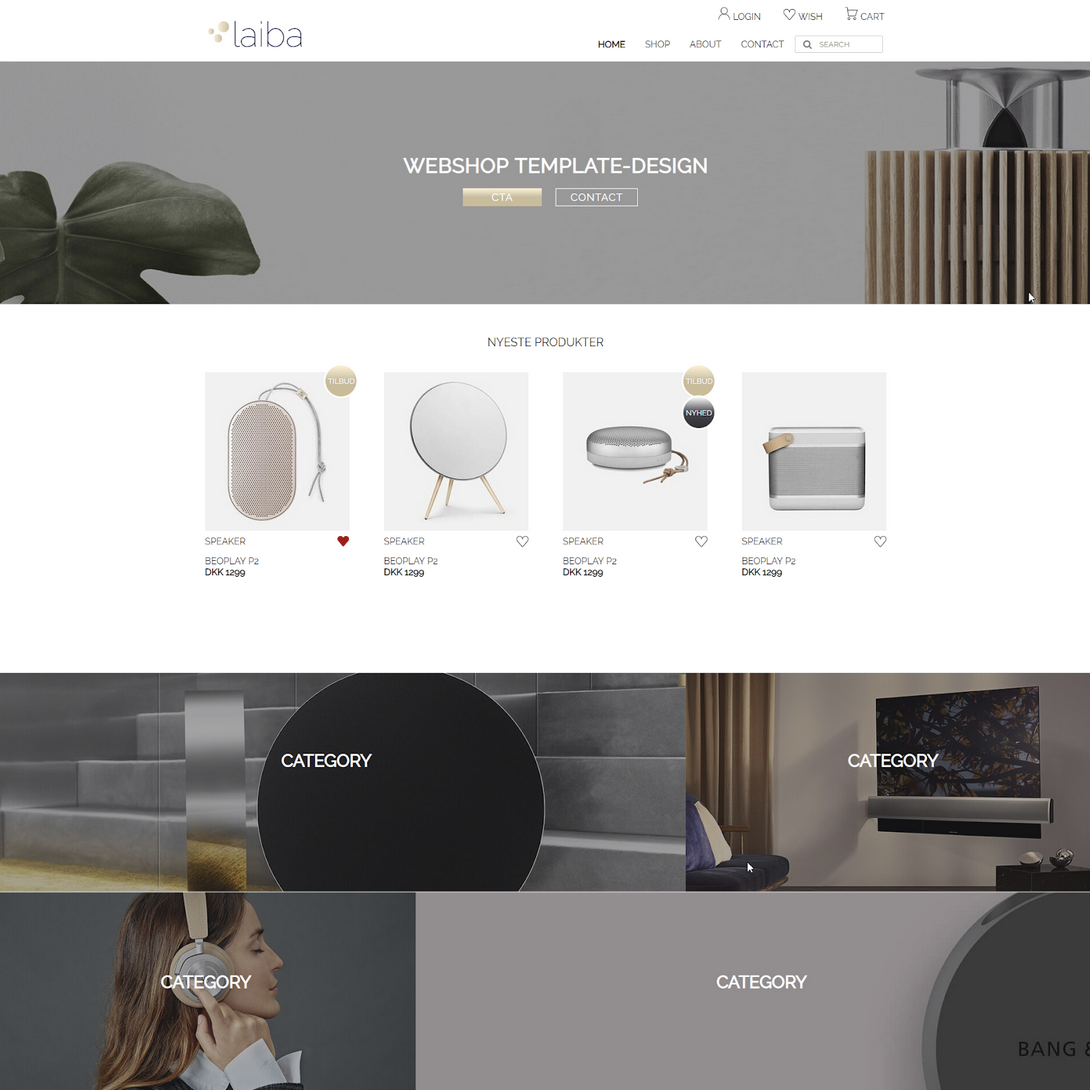 LOGIN WISH CART
laiba
HOME SHOP ABOUT CONTACT SEARCH
WEBSHOP TEMPLATE-DESIGN
CTA CONTACT
NYESTE PRODUKTER
TILBUD TILBUD
NYHED
SPEAKER SPEAKER SPEAKER SPEAKER
BEOPLAY P2 BEOPLAY P2 BEOPLAY P2 BEOPLAY P2
DKK 1299 DKK 1299 DKK 1299 DKK 1299
CATEGORY CATEGORY
CATEGORY CATEGORY
BANG &